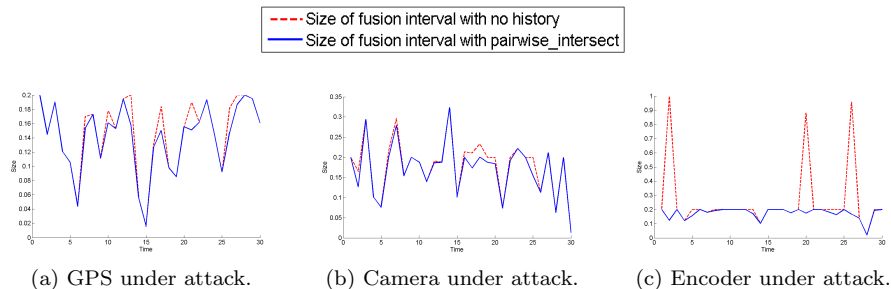 Size of fusion interval with no history
Size of fusion interval with pairwise_intersect
0.2
0.18
0.16
0.14
0.12
0.1
0.08
0.06
0.04
0.02
0
Size
0 5 10 15 20 25 30
Time
(a) GPS under attack.
0.35
0.3
0.25
0.2
0.15
0.1
0.05
0
Size
0 5 10 15 20 25 30
Time
(b) Camera under attack.
1
0.9
0.8
0.7
0.6
0.5
0.4
0.3
0.2
0.1
0
Size
0 5 10 15 20 25 30
Time
(c) Encoder under attack.